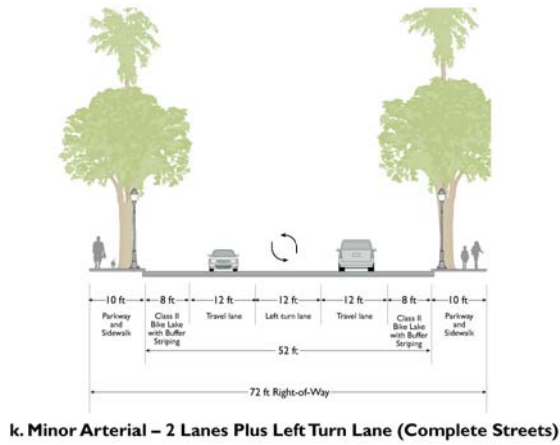 10 ft 8 ft 12 ft 12 ft 12 ft 8 ft 10 ft
Parkway and Sidewalk
Class II Bike Lake with Buffer Striping
Travel lane
Left turn lane
Travel lane
Class II Bike Lake with Buffer Striping
Parkway and Sidewalk
52 ft
72 ft Right-of-Way
k. Minor Arterial – 2 Lanes Plus Left Turn Lane (Complete Streets)